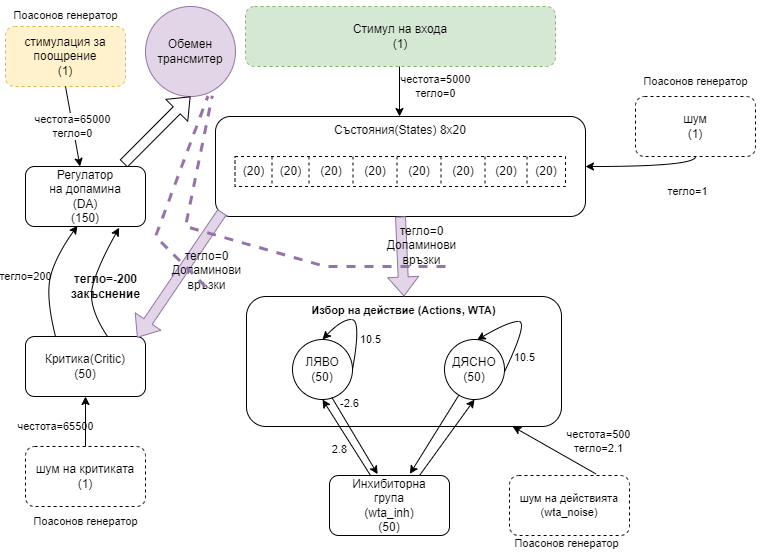 Поасонов генератор
стимулация за
поощрение
(1)
Обемен
трансмитер
Стимул на входа
(1)
честота=5000
тегло=0
Поасонов генератор
шум
(1)
тегло=1
честота=65000
тегло=0
Състояния(States) 8x20
(20) (20) (20) (20) (20) (20) (20) (20)
Регулатор
на допамина
(DA)
(150)
тегло=0
Допаминови
връзки
тегло=0
Допаминови
връзки
тегло=200
тегло=-200
закъснение
Избор на действие (Actions, WTA)
10.5
ЛЯВО
(50)
10.5
ДЯСНО
(50)
-2.6
2.8
Критика(Critic)
(50)
честота=65500
шум на критиката
(1)
Поасонов генератор
Инхибиторна
група
(wta_inh)
(50)
честота=500
тегло=2.1
шум на действията
(wta_noise)
Поасонов генератор